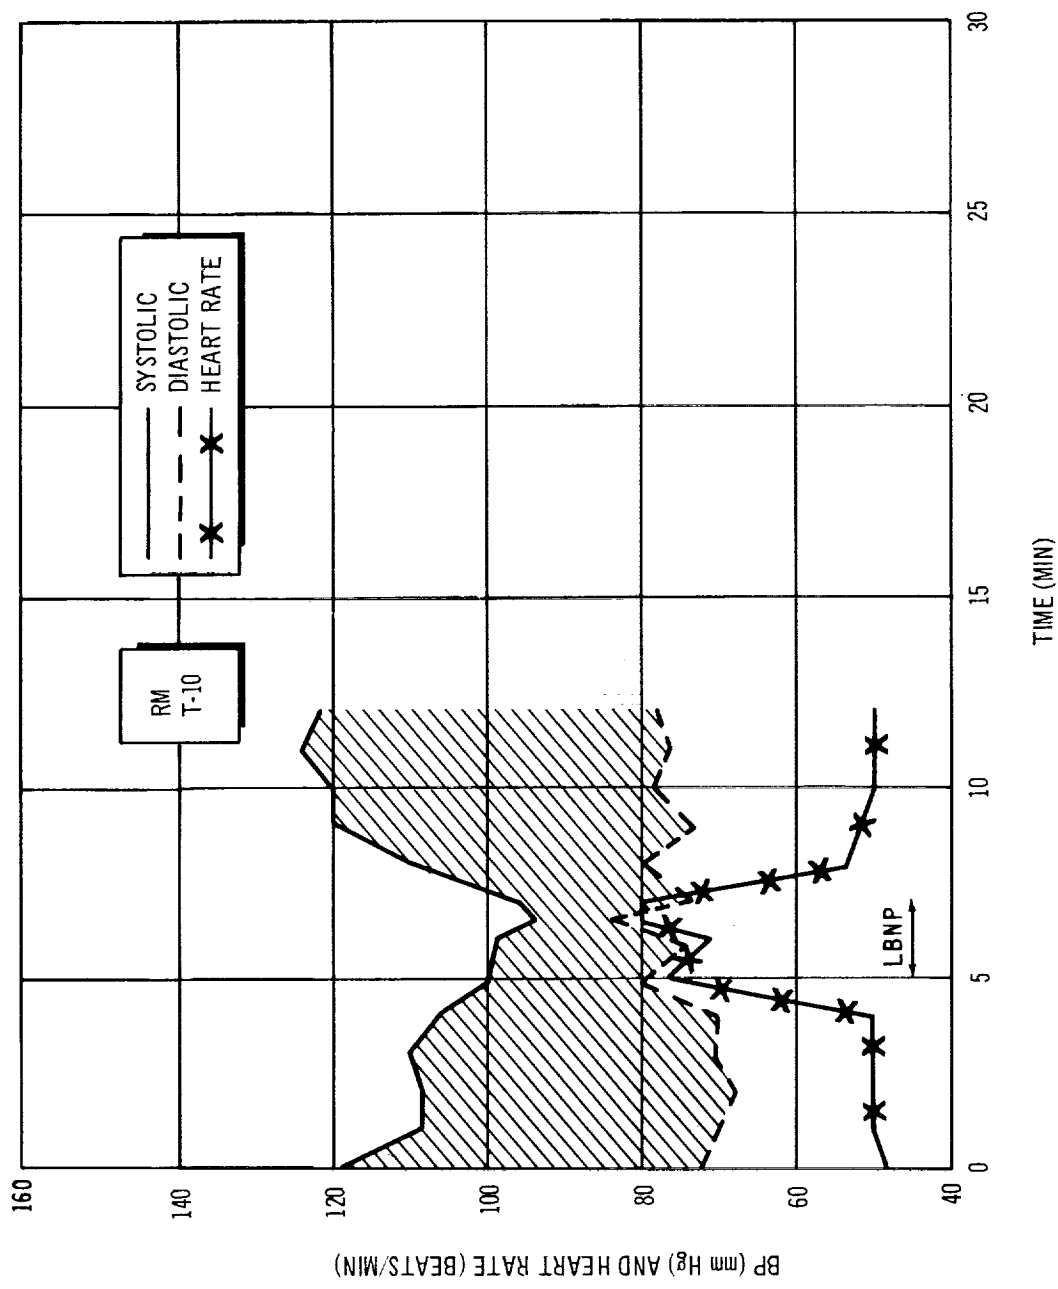 160
140
120
100
80
60
40
BP (mm Hg) AND HEART RATE (BEATS/MIN)
RM
T-10
SYSTOLIC
DIASTOLIC
HEART RATE
LBNP
0
5
10
15
20
25
30
TIME (MIN)